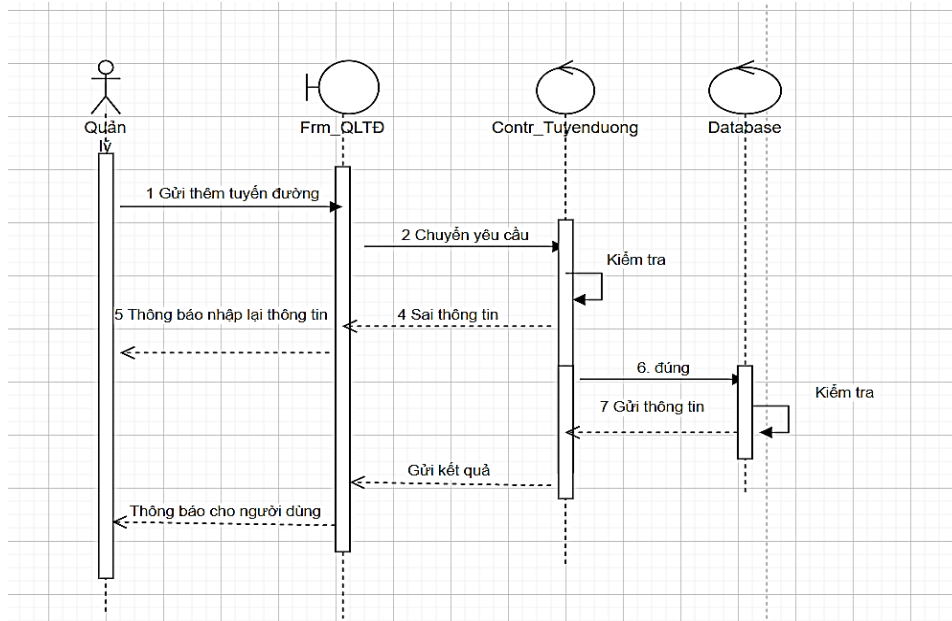 Quản
lý
Frm_QLTĐ
Contr_Tuyenduong
Database
1 Gửi thêm tuyến đường
2 Chuyển yêu cầu
Kiểm tra
5 Thông báo nhập lại thông tin
4 Sai thông tin
6. đúng
Kiểm tra
7 Gửi thông tin
Gửi kết quả
Thông báo cho người dùng